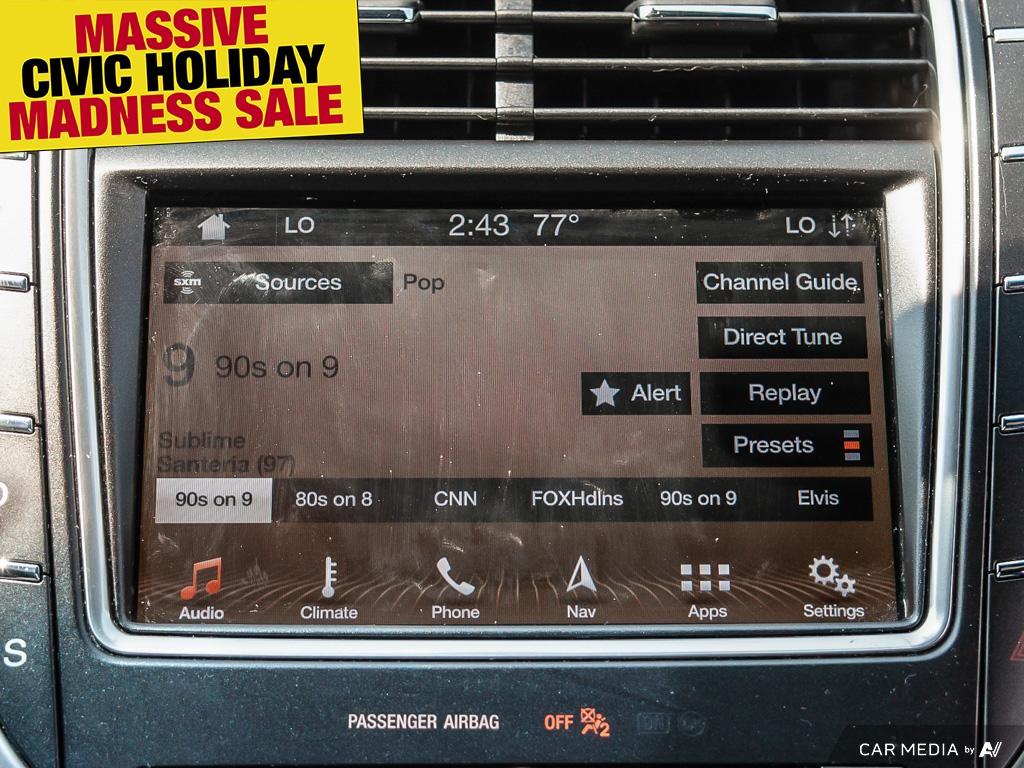 MASSIVE
CIVIC HOLIDAY
MADNESS SALE
LO 2:43 77° LO
sxm Sources Pop Channel Guide
Direct Tune
9 90s on 9
Alert Replay
Presets
Sublime
Santeria (97)
90s on 9 80s on 8 CNN FOXHdlns 90s on 9 Elvis
Audio Climate Phone Nav Apps Settings
S
PASSENGER AIRBAG OFF 2
CAR MEDIA by